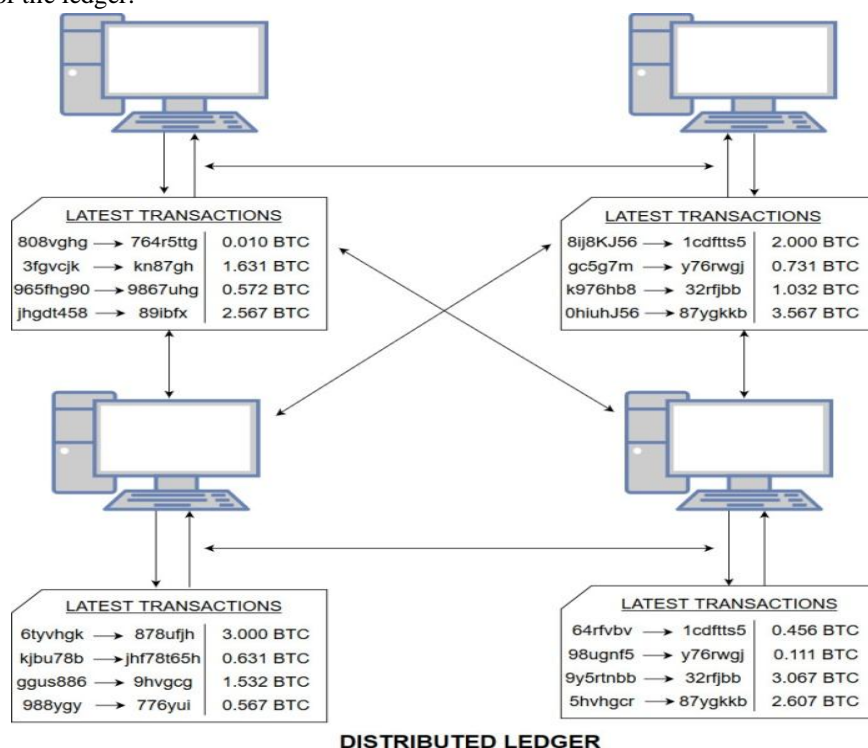 of the ledger.
LATEST TRANSACTIONS
808vghg → 764r5ttg 0.010 BTC
3fgvcjk → kn87gh 1.631 BTC
965fhg90 → 9867uhg 0.572 BTC
jhgdt458 → 89ibfx 2.567 BTC
LATEST TRANSACTIONS
8ij8KJ56 → 1cdftts5 2.000 BTC
gc5g7m → y76rwgj 0.731 BTC
k976hb8 → 32rfjbb 1.032 BTC
0hiuhJ56 → 87ygkkb 3.567 BTC
LATEST TRANSACTIONS
6tyvhgk → 878ufjh 3.000 BTC
kjbu78b → jhf78t65h 0.631 BTC
ggus886 → 9hvgcg 1.532 BTC
988ygy → 776yui 0.567 BTC
LATEST TRANSACTIONS
64rfvbv → 1cdftts5 0.456 BTC
98ugnf5 → y76rwgj 0.111 BTC
9y5rtnbb → 32rfjbb 3.067 BTC
5hvhgcr → 87ygkkb 2.607 BTC
DISTRIBUTED LEDGER